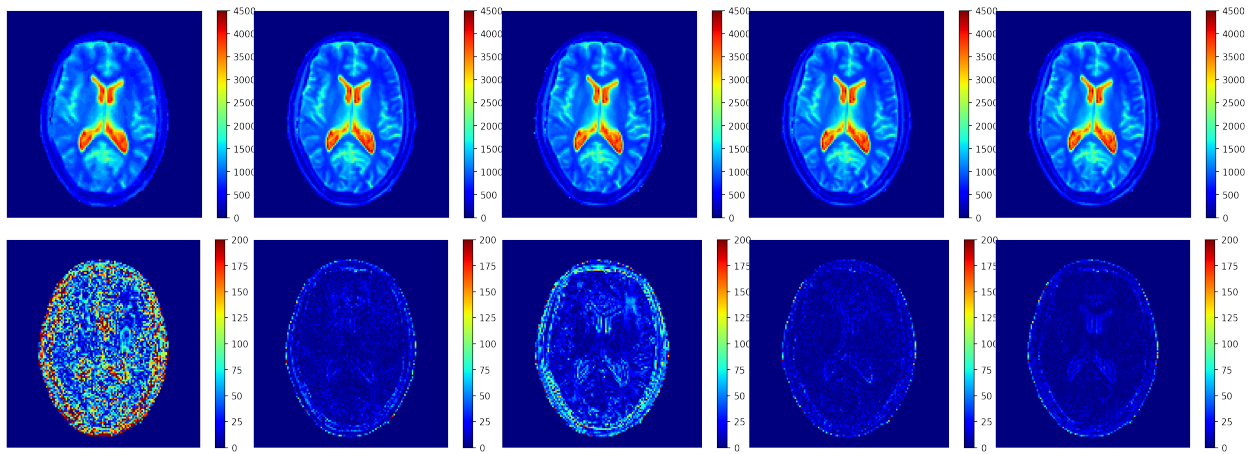 4500 4500 4500 4500 4500
4000 4000 4000 4000 4000
3500 3500 3500 3500 3500
3000 3000 3000 3000 3000
2500 2500 2500 2500 2500
2000 2000 2000 2000 2000
1500 1500 1500 1500 1500
1000 1000 1000 1000 1000
500 500 500 500 500
0 0 0 0 0
200 200 200 200 200
175 175 175 175 175
150 150 150 150 150
125 125 125 125 125
100 100 100 100 100
75 75 75 75 75
50 50 50 50 50
25 25 25 25 25
0 0 0 0 0